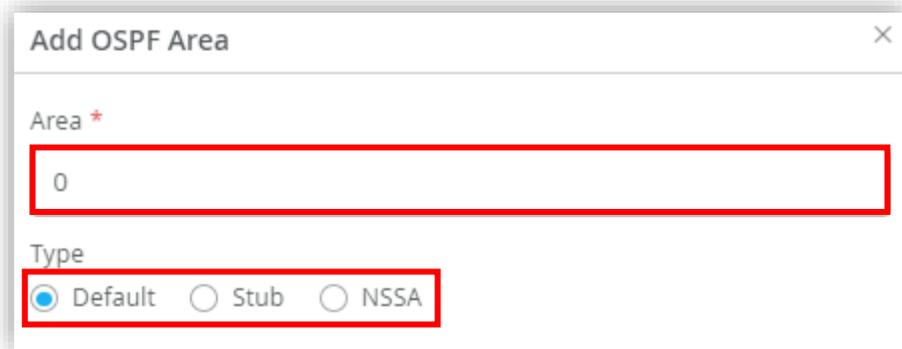 Add OSPF Area
Area *
0
Type
Default Stub NSSA